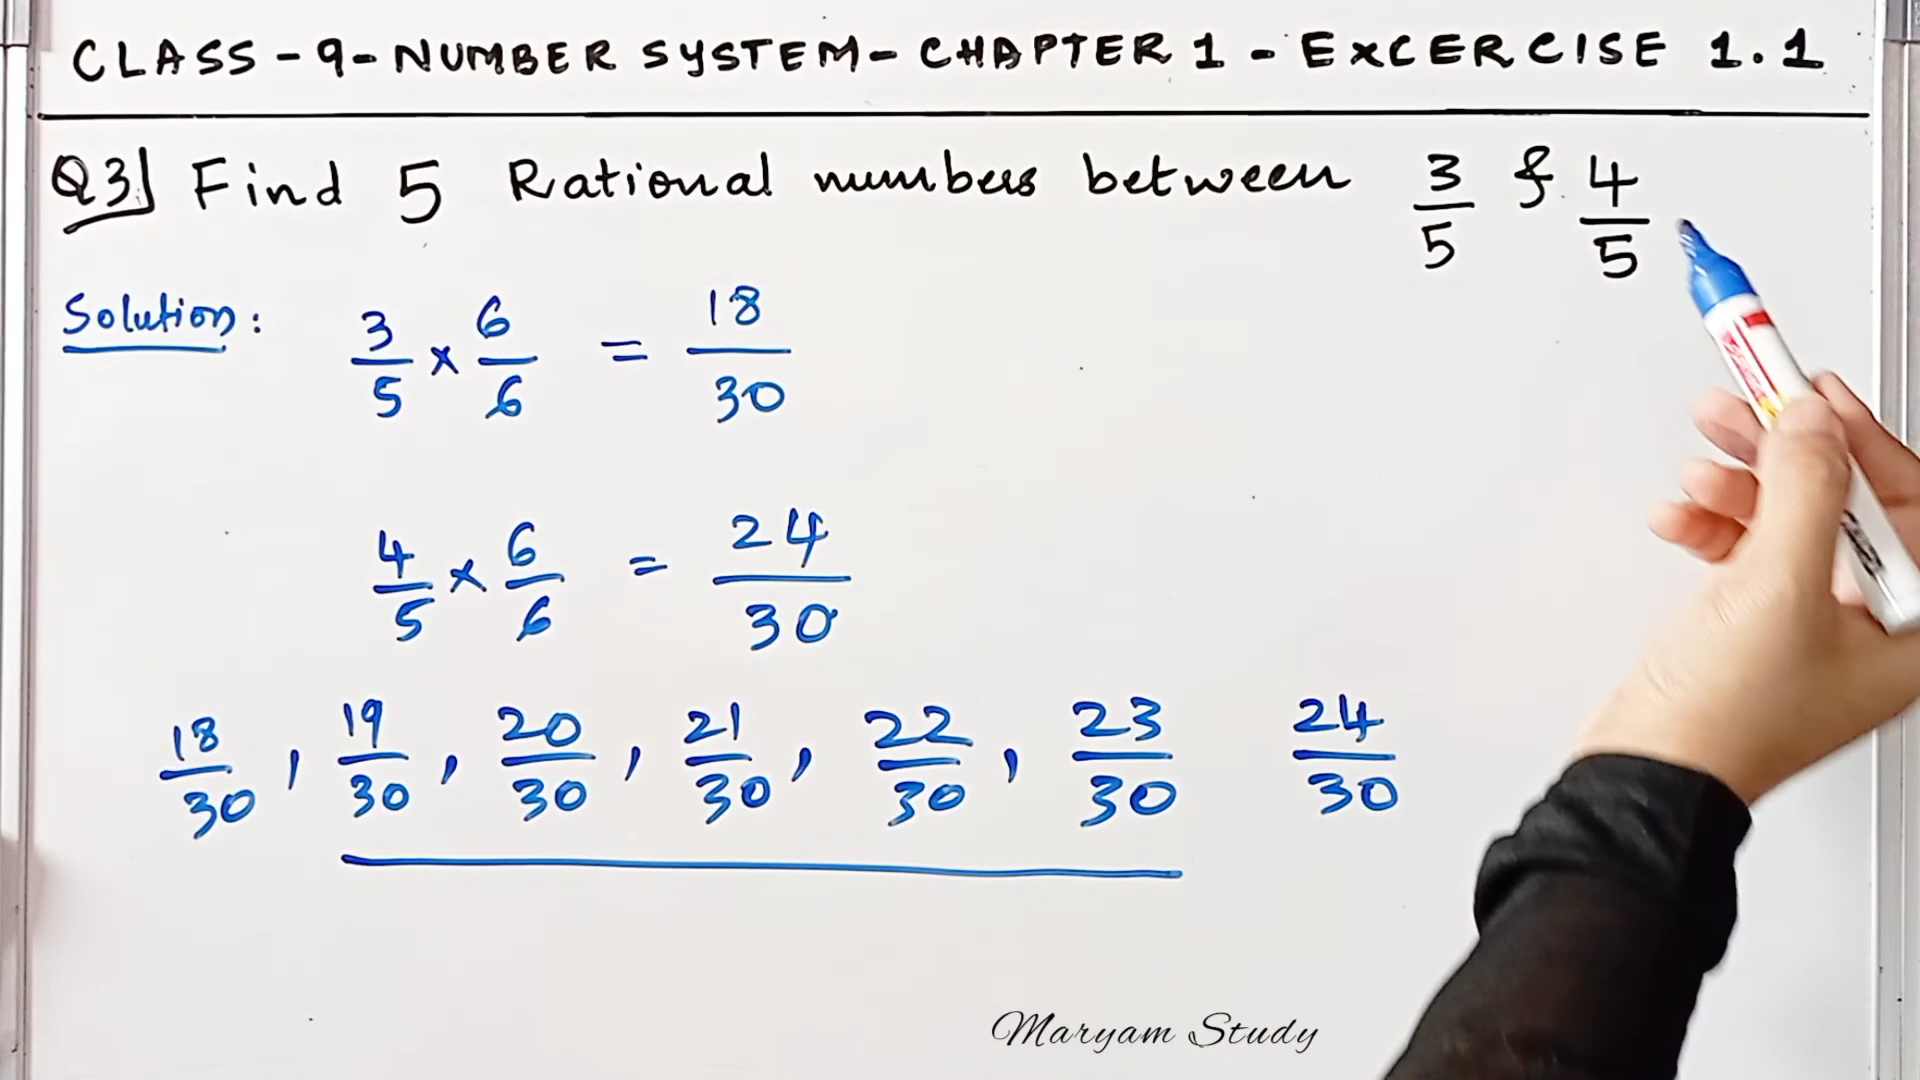 CLASS - 9 - NUMBER SYSTEM - CHAPTER 1 - EXCERCISE 1.1
Q3] Find 5 Rational numbers between 3/5 & 4/5
Solution: 3/5 × 6/6 = 18/30
4/5 × 6/6 = 24/30
18/30, 19/30, 20/30, 21/30, 22/30, 23/30 24/30
Maryam Study